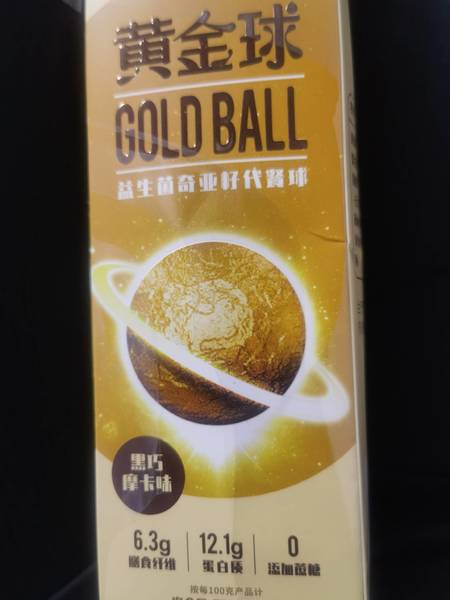 黄金球
GOLD BALL
益生菌奇亚籽代餐球
黑巧
摩卡味
6.3g 12.1g 0
膳食纤维 蛋白质 添加蔗糖
按每100克产品计